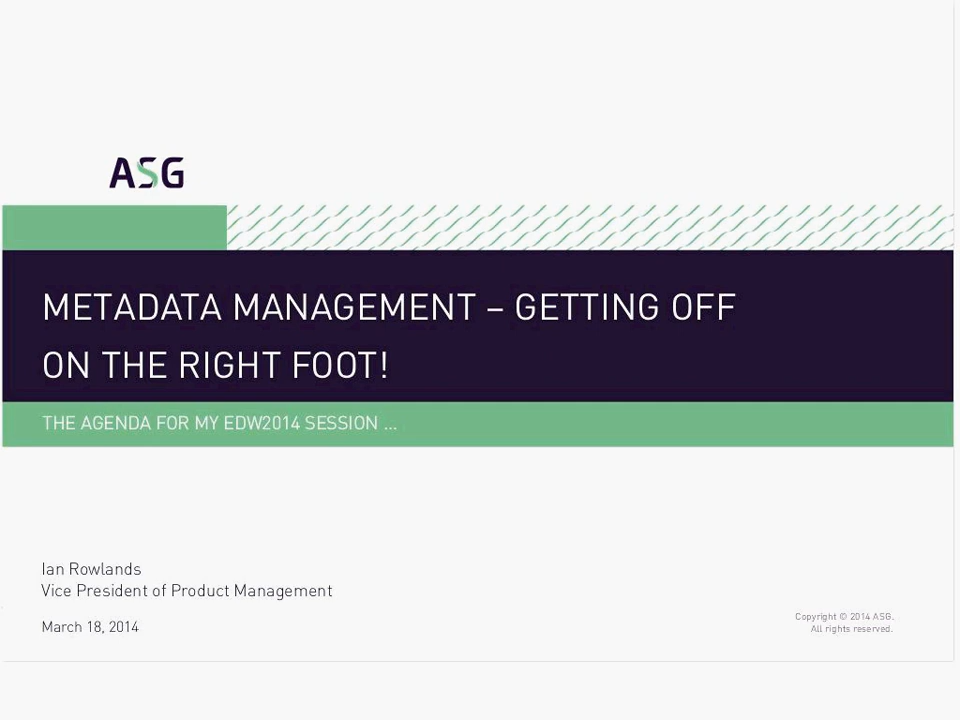 ASG
METADATA MANAGEMENT – GETTING OFF
ON THE RIGHT FOOT!
THE AGENDA FOR MY EDW2014 SESSION ...
Ian Rowlands
Vice President of Product Management
March 18, 2014
Copyright © 2014 ASG.
All rights reserved.